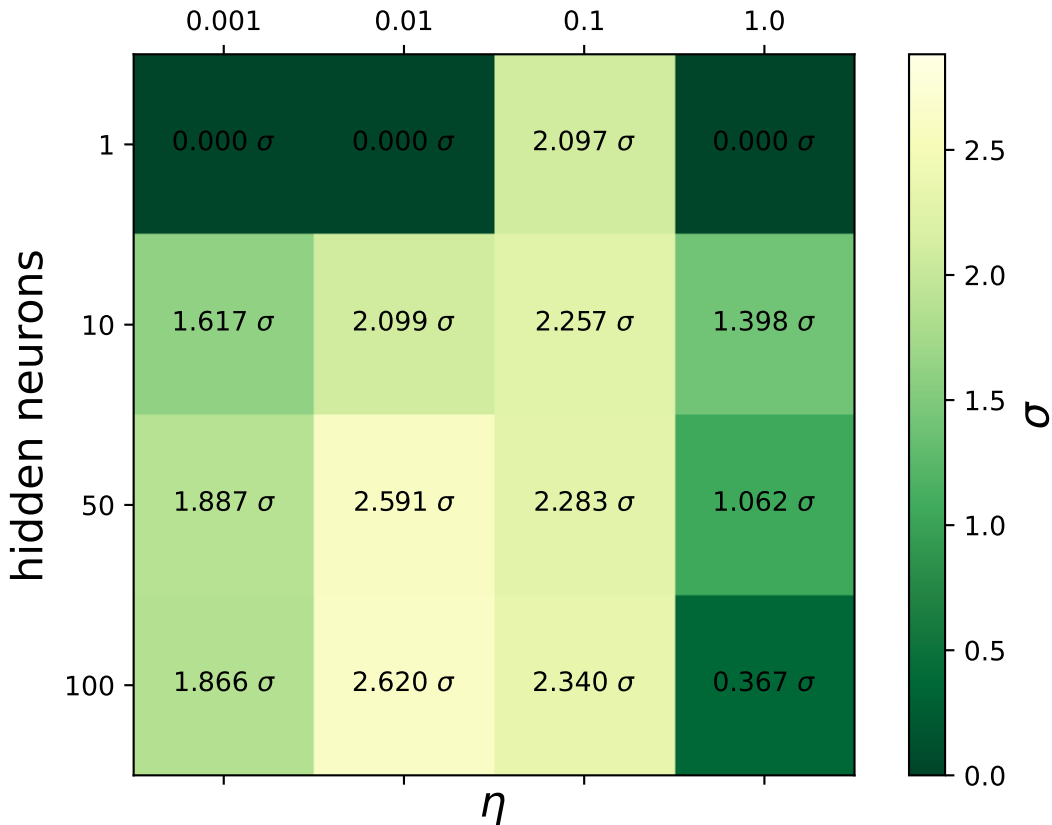 0.001 0.01 0.1 1.0
1 0.000 σ 0.000 σ 2.097 σ 0.000 σ
10 1.617 σ 2.099 σ 2.257 σ 1.398 σ
50 1.887 σ 2.591 σ 2.283 σ 1.062 σ
100 1.866 σ 2.620 σ 2.340 σ 0.367 σ
hidden neurons
η
2.5
2.0
1.5
1.0
0.5
0.0
σ